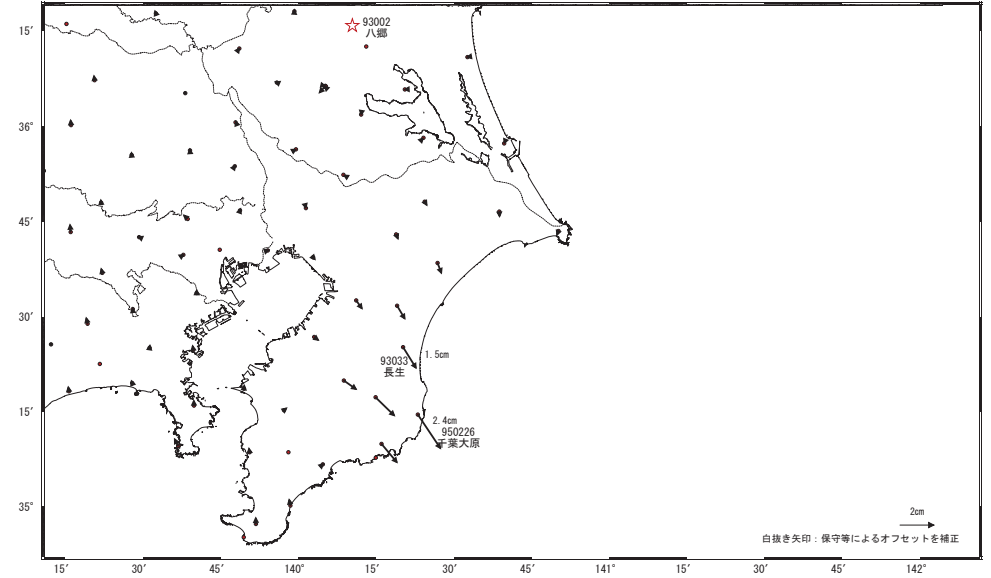 93002
八郷
15′
36°
45′
30′
1.5cm
93033
長生
15′
2.4cm
950226
千葉大原
35°
2cm
白抜き矢印：保守等によるオフセットを補正
15′ 30′ 45′ 140° 15′ 30′ 45′ 141° 15′ 30′ 45′ 142°